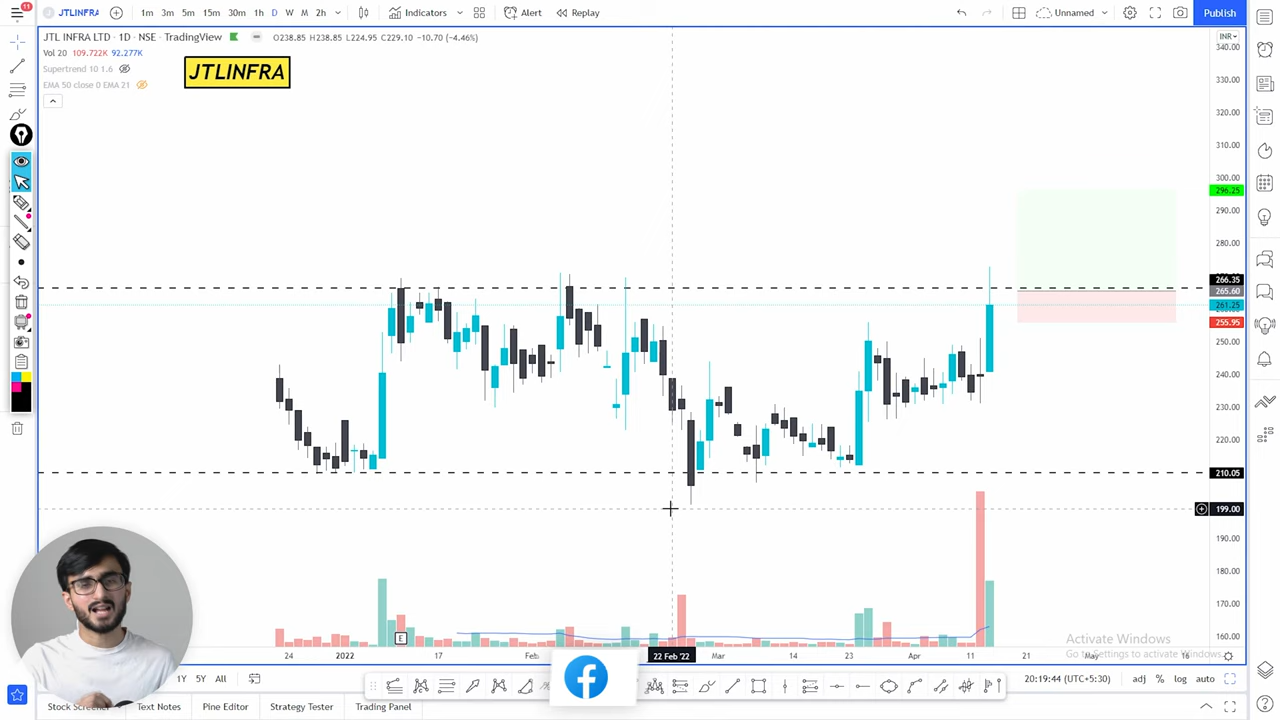 11
JTLINFRA
1m 3m 5m 15m 30m 1h D W M 2h
Indicators
Alert
Replay
Unnamed
Publish
JTL INFRA LTD · 1D · NSE · TradingView
O238.85 H238.85 L224.95 C229.10 -10.70 (-4.46%)
INR
Vol 20 109.722K 92.277K
Supertrend 10 1.6
EMA 50 close 0 EMA 21
JTLINFRA
340.00
330.00
320.00
310.00
300.00
296.25
290.00
280.00
266.35
265.60
261.25
255.95
250.00
240.00
230.00
220.00
210.05
199.00
190.00
180.00
170.00
160.00
E
Activate Windows
Go to Settings to activate Windows.
24 2022 17 Feb 22 Feb '22 Mar 14 23 Apr 11 21 May 16
1Y 5Y All
20:19:44 (UTC+5:30)
adj % log auto
Stock Screener
Text Notes
Pine Editor
Strategy Tester
Trading Panel